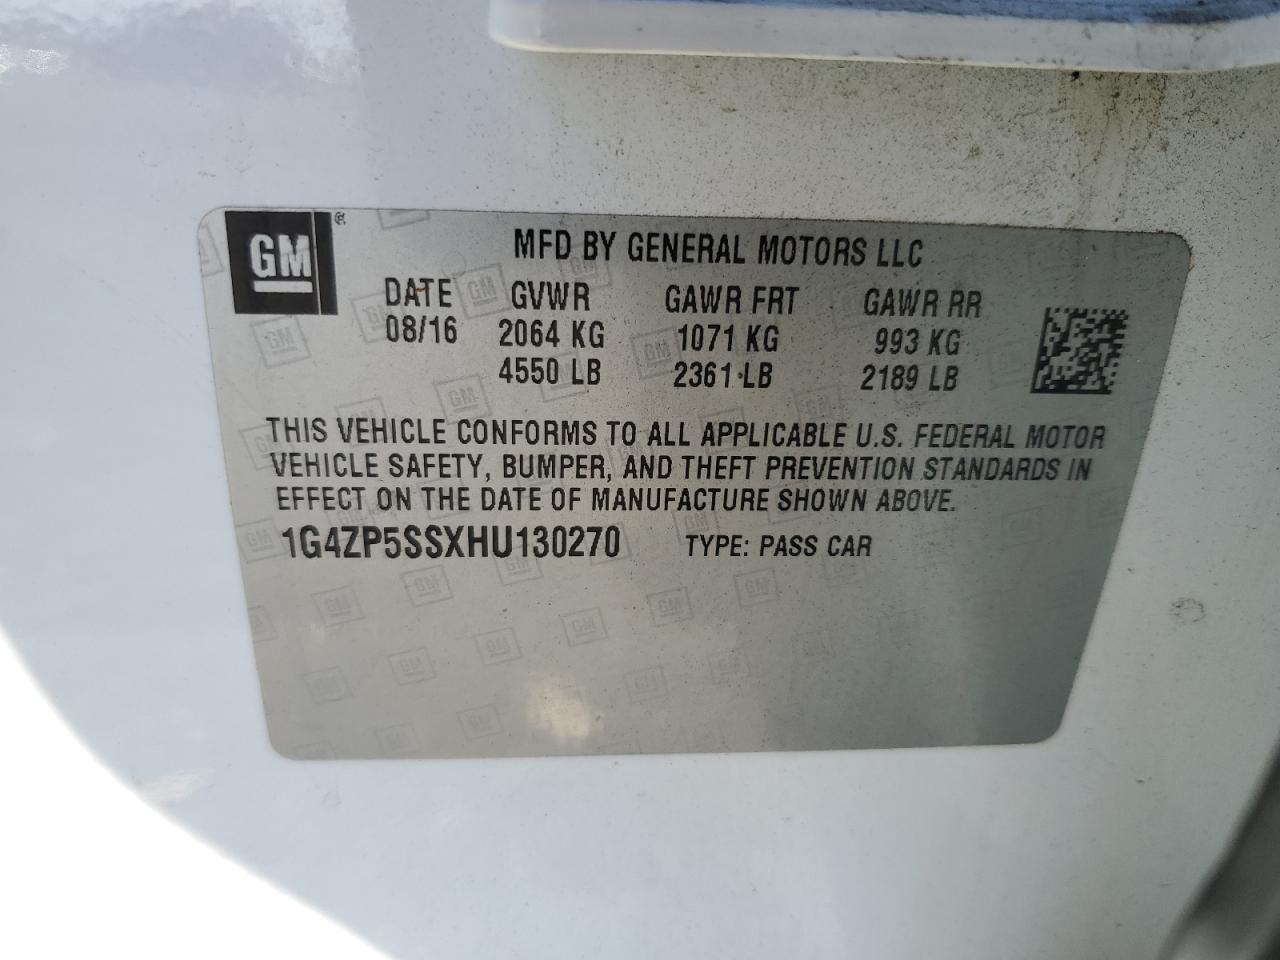 GM ®
MFD BY GENERAL MOTORS LLC
DATE GVWR GAWR FRT GAWR RR
08/16 2064 KG 1071 KG 993 KG
4550 LB 2361 LB 2189 LB
THIS VEHICLE CONFORMS TO ALL APPLICABLE U.S. FEDERAL MOTOR
VEHICLE SAFETY, BUMPER, AND THEFT PREVENTION STANDARDS IN
EFFECT ON THE DATE OF MANUFACTURE SHOWN ABOVE.
1G4ZP5SSXHU130270 TYPE: PASS CAR